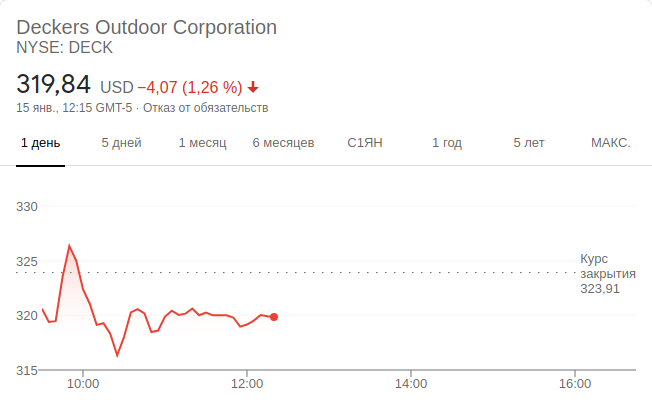 Deckers Outdoor Corporation
NYSE: DECK
319,84 USD −4,07 (1,26 %)
15 янв., 12:15 GMT-5 · Отказ от обязательств
1 день 5 дней 1 месяц 6 месяцев С1ЯН 1 год 5 лет МАКС.
330
325
Курс
закрытия
323,91
320
315
10:00 12:00 14:00 16:00